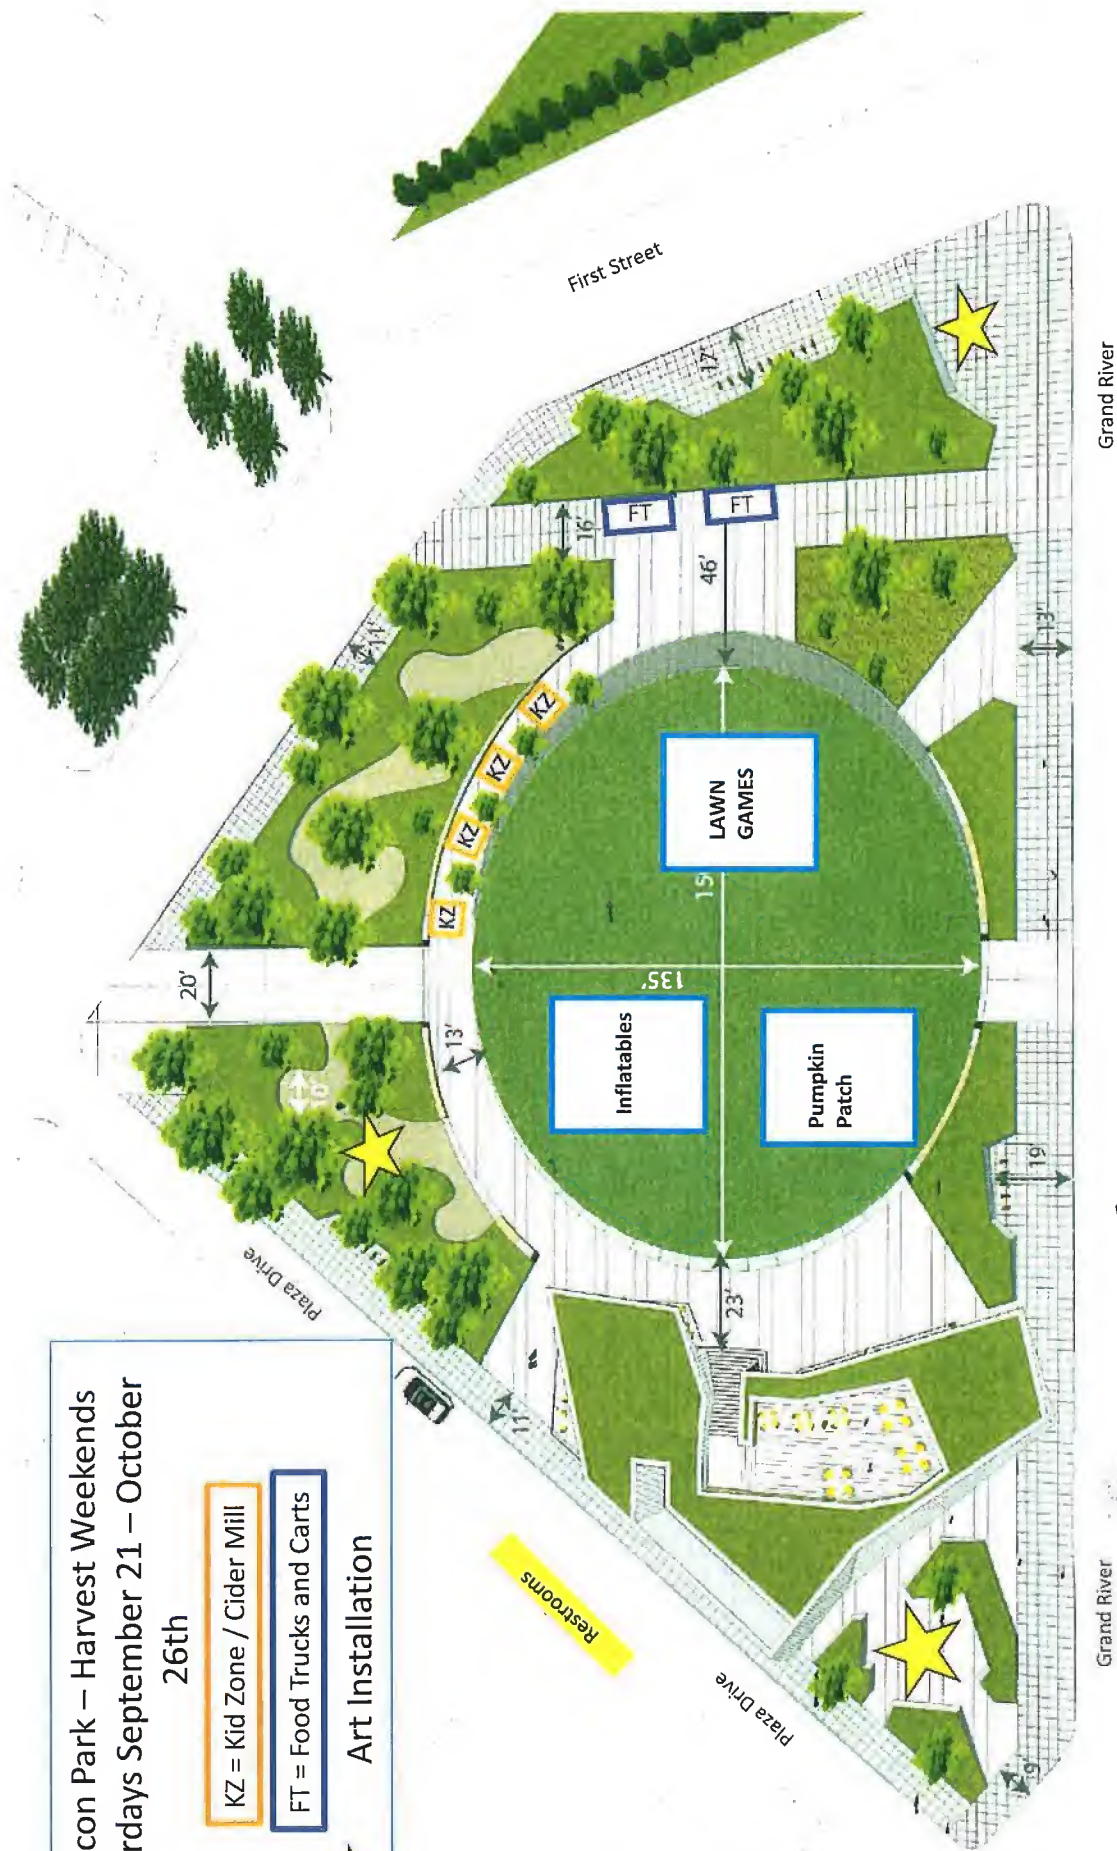 con Park – Harvest Weekends
rdays September 21 – October
26th
KZ = Kid Zone / Cider Mill
FT = Food Trucks and Carts
Art Installation
Restrooms
Plaza Drive
Plaza Drive
First Street
Grand River
Grand River
20'
10'
13'
11'
16'
17'
46'
FT
FT
KZ
KZ
KZ
KZ
135'
LAWN
GAMES
Inflatables
Pumpkin
Patch
23'
13'
19'
9'